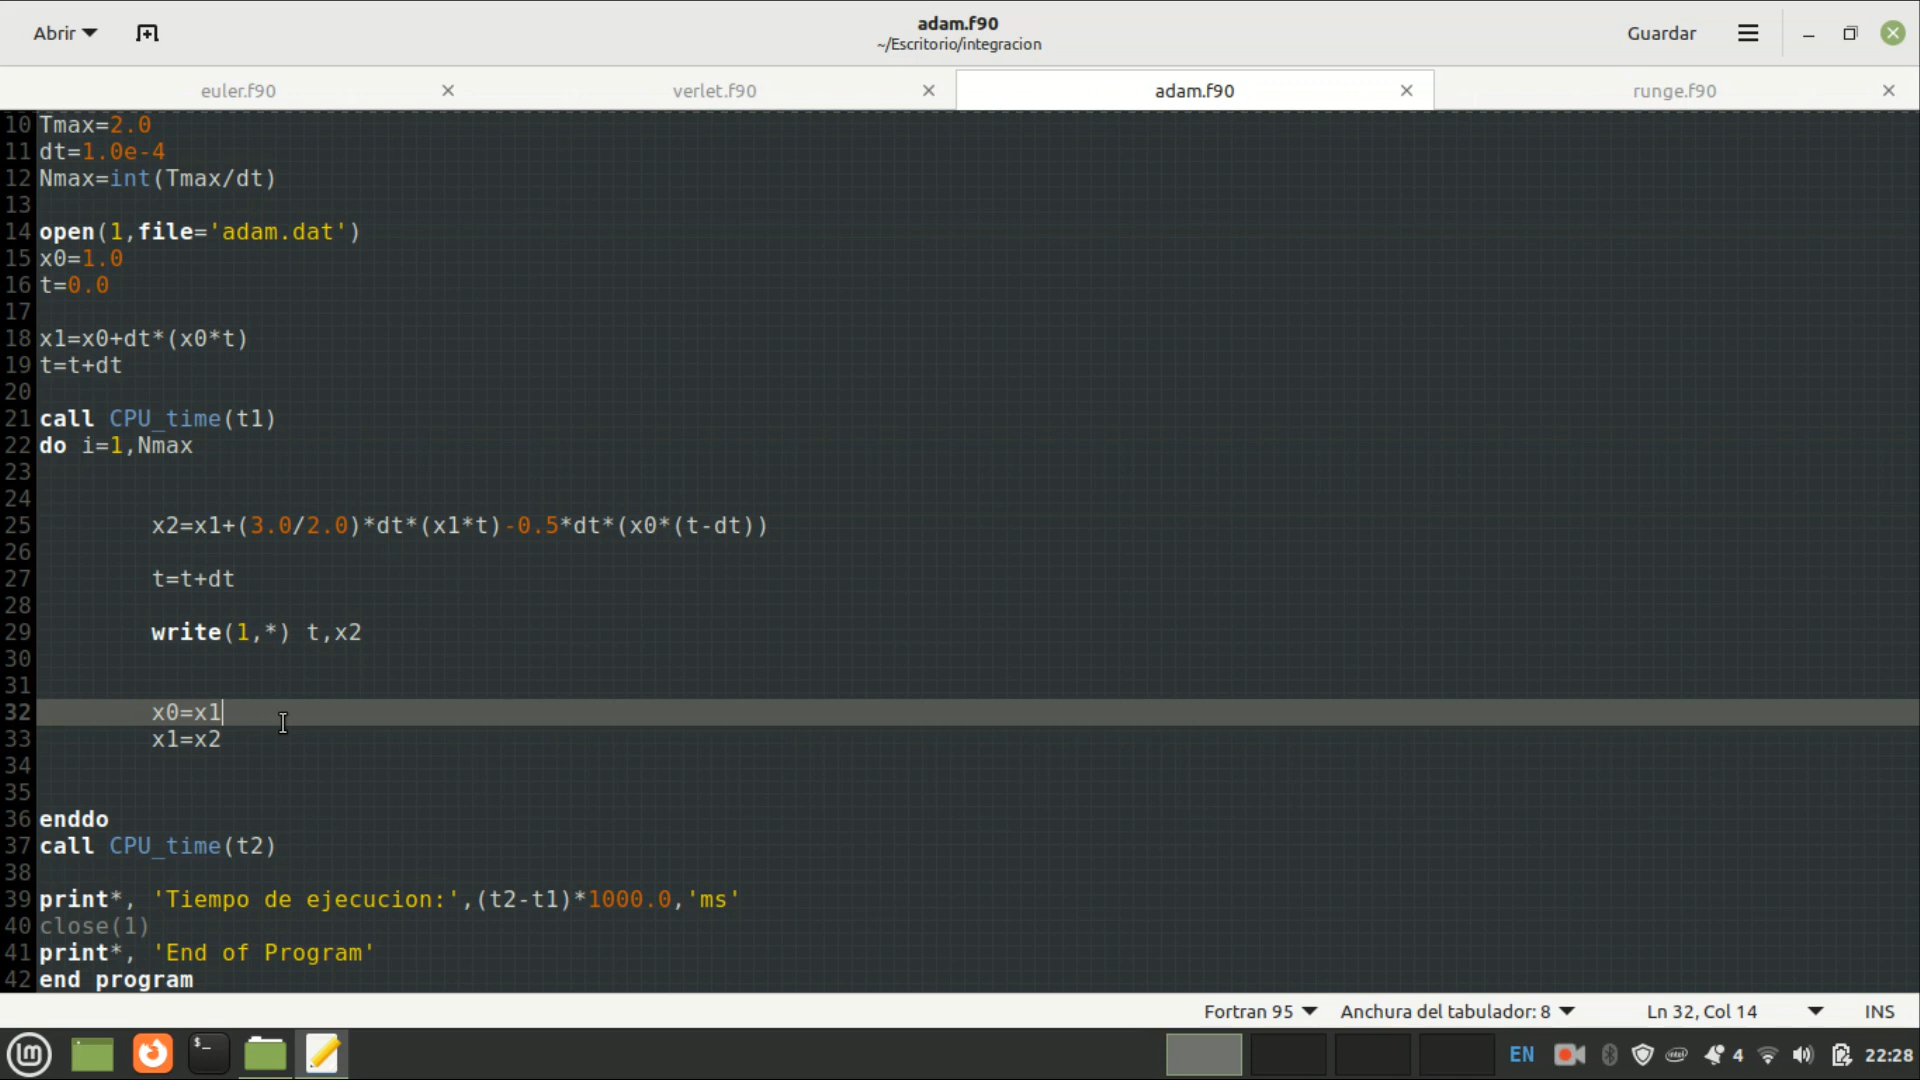 Abrir
adam.f90
~/Escritorio/integracion
Guardar
euler.f90
verlet.f90
adam.f90
runge.f90
10 Tmax=2.0
11 dt=1.0e-4
12 Nmax=int(Tmax/dt)
13
14 open(1,file='adam.dat')
15 x0=1.0
16 t=0.0
17
18 x1=x0+dt*(x0*t)
19 t=t+dt
20
21 call CPU_time(t1)
22 do i=1,Nmax
23
24
25 x2=x1+(3.0/2.0)*dt*(x1*t)-0.5*dt*(x0*(t-dt))
26
27 t=t+dt
28
29 write(1,*) t,x2
30
31
32 x0=x1
33 x1=x2
34
35
36 enddo
37 call CPU_time(t2)
38
39 print*, 'Tiempo de ejecucion:',(t2-t1)*1000.0,'ms'
40 close(1)
41 print*, 'End of Program'
42 end program
Fortran 95
Anchura del tabulador: 8
Ln 32, Col 14
INS
$_
EN
intel
4
22:28